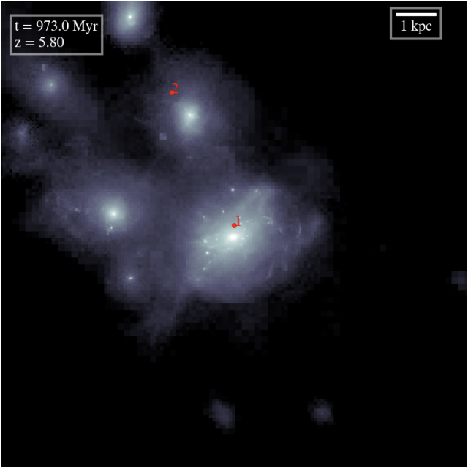 t = 973.0 Myr
z = 5.80
1 kpc
2
1